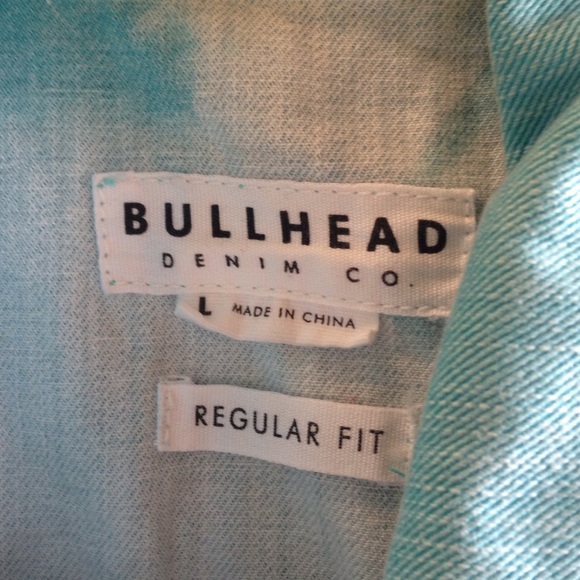 BULLHEAD
DENIM CO.
L MADE IN CHINA
REGULAR FIT